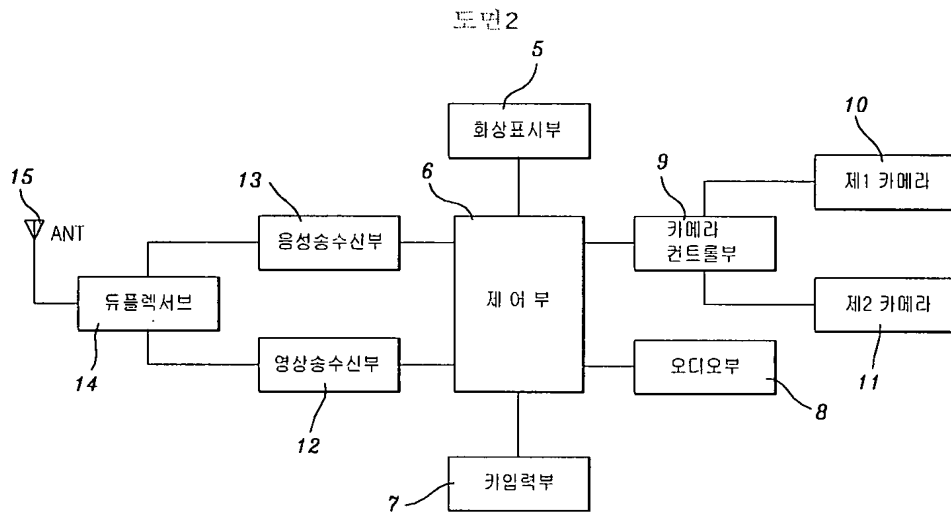 도면2
5
화상표시부
10
제1 카메라
15
ANT
13
음성송수신부
6
제 어 부
9
카메라
컨트롤부
듀플렉서브
14
제2 카메라
11
영상송수신부
12
오디오부
8
카입력부
7